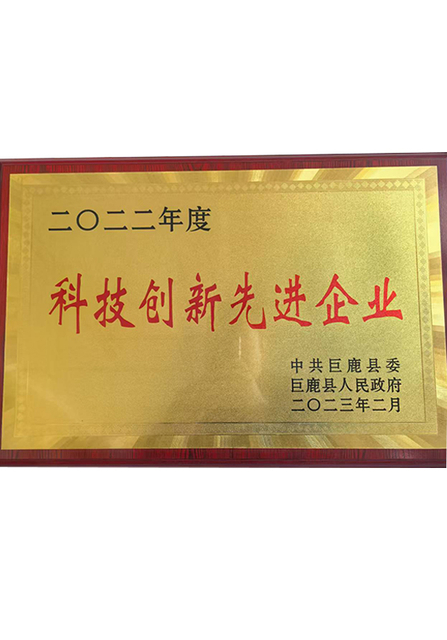 二〇二二年度
科技创新先进企业
中共巨鹿县委
巨鹿县人民政府
二〇二三年二月